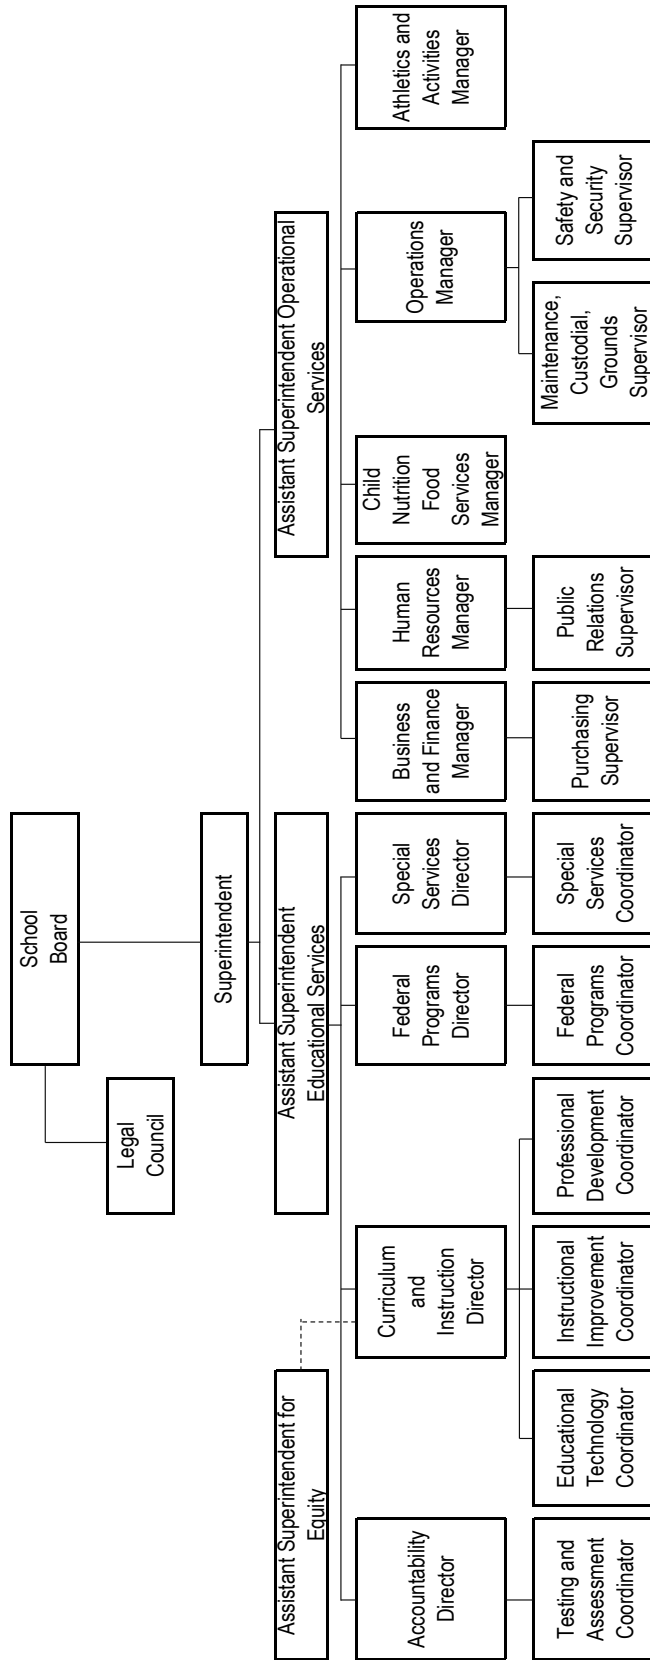 School
Board
Legal
Council
Superintendent
Assistant Superintendent for
Equity
Assistant Superintendent
Educational Services
Assistant Superintendent Operational
Services
Accountability
Director
Curriculum
and
Instruction
Director
Federal
Programs
Director
Special
Services
Director
Business
and Finance
Manager
Human
Resources
Manager
Child
Nutrition
Food
Services
Manager
Operations
Manager
Athletics and
Activities
Manager
Testing and
Assessment
Coordinator
Educational
Technology
Coordinator
Instructional
Improvement
Coordinator
Professional
Development
Coordinator
Federal
Programs
Coordinator
Special
Services
Coordinator
Purchasing
Supervisor
Public
Relations
Supervisor
Maintenance,
Custodial,
Grounds
Supervisor
Safety and
Security
Supervisor